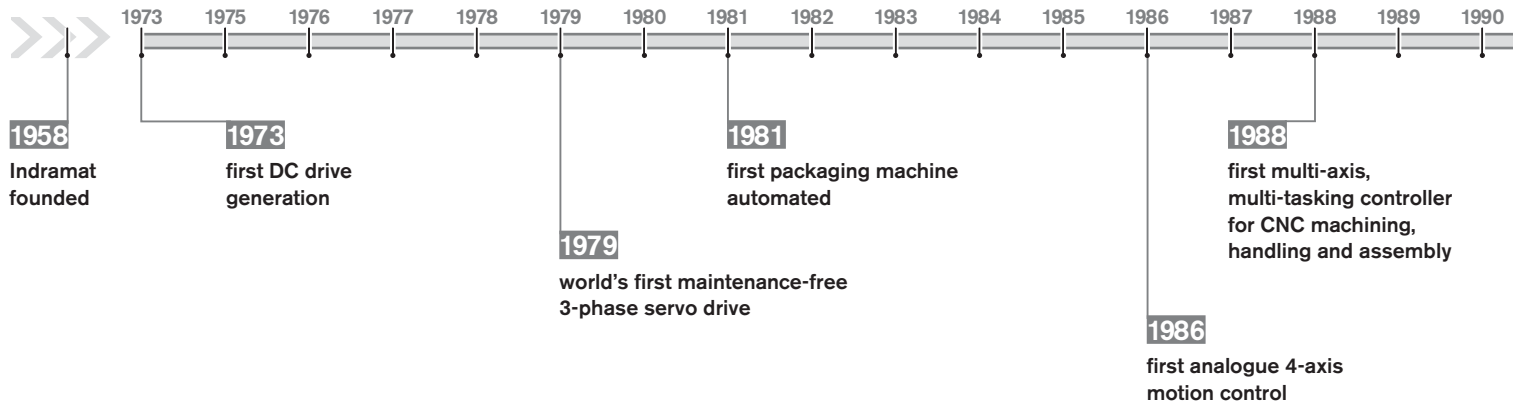 1973 1975 1976 1977 1978 1979 1980 1981 1982 1983 1984 1985 1986 1987 1988 1989 1990
1958
Indramat
founded
1973
first DC drive
generation
1979
world's first maintenance-free
3-phase servo drive
1981
first packaging machine
automated
1986
first analogue 4-axis
motion control
1988
first multi-axis,
multi-tasking controller
for CNC machining,
handling and assembly